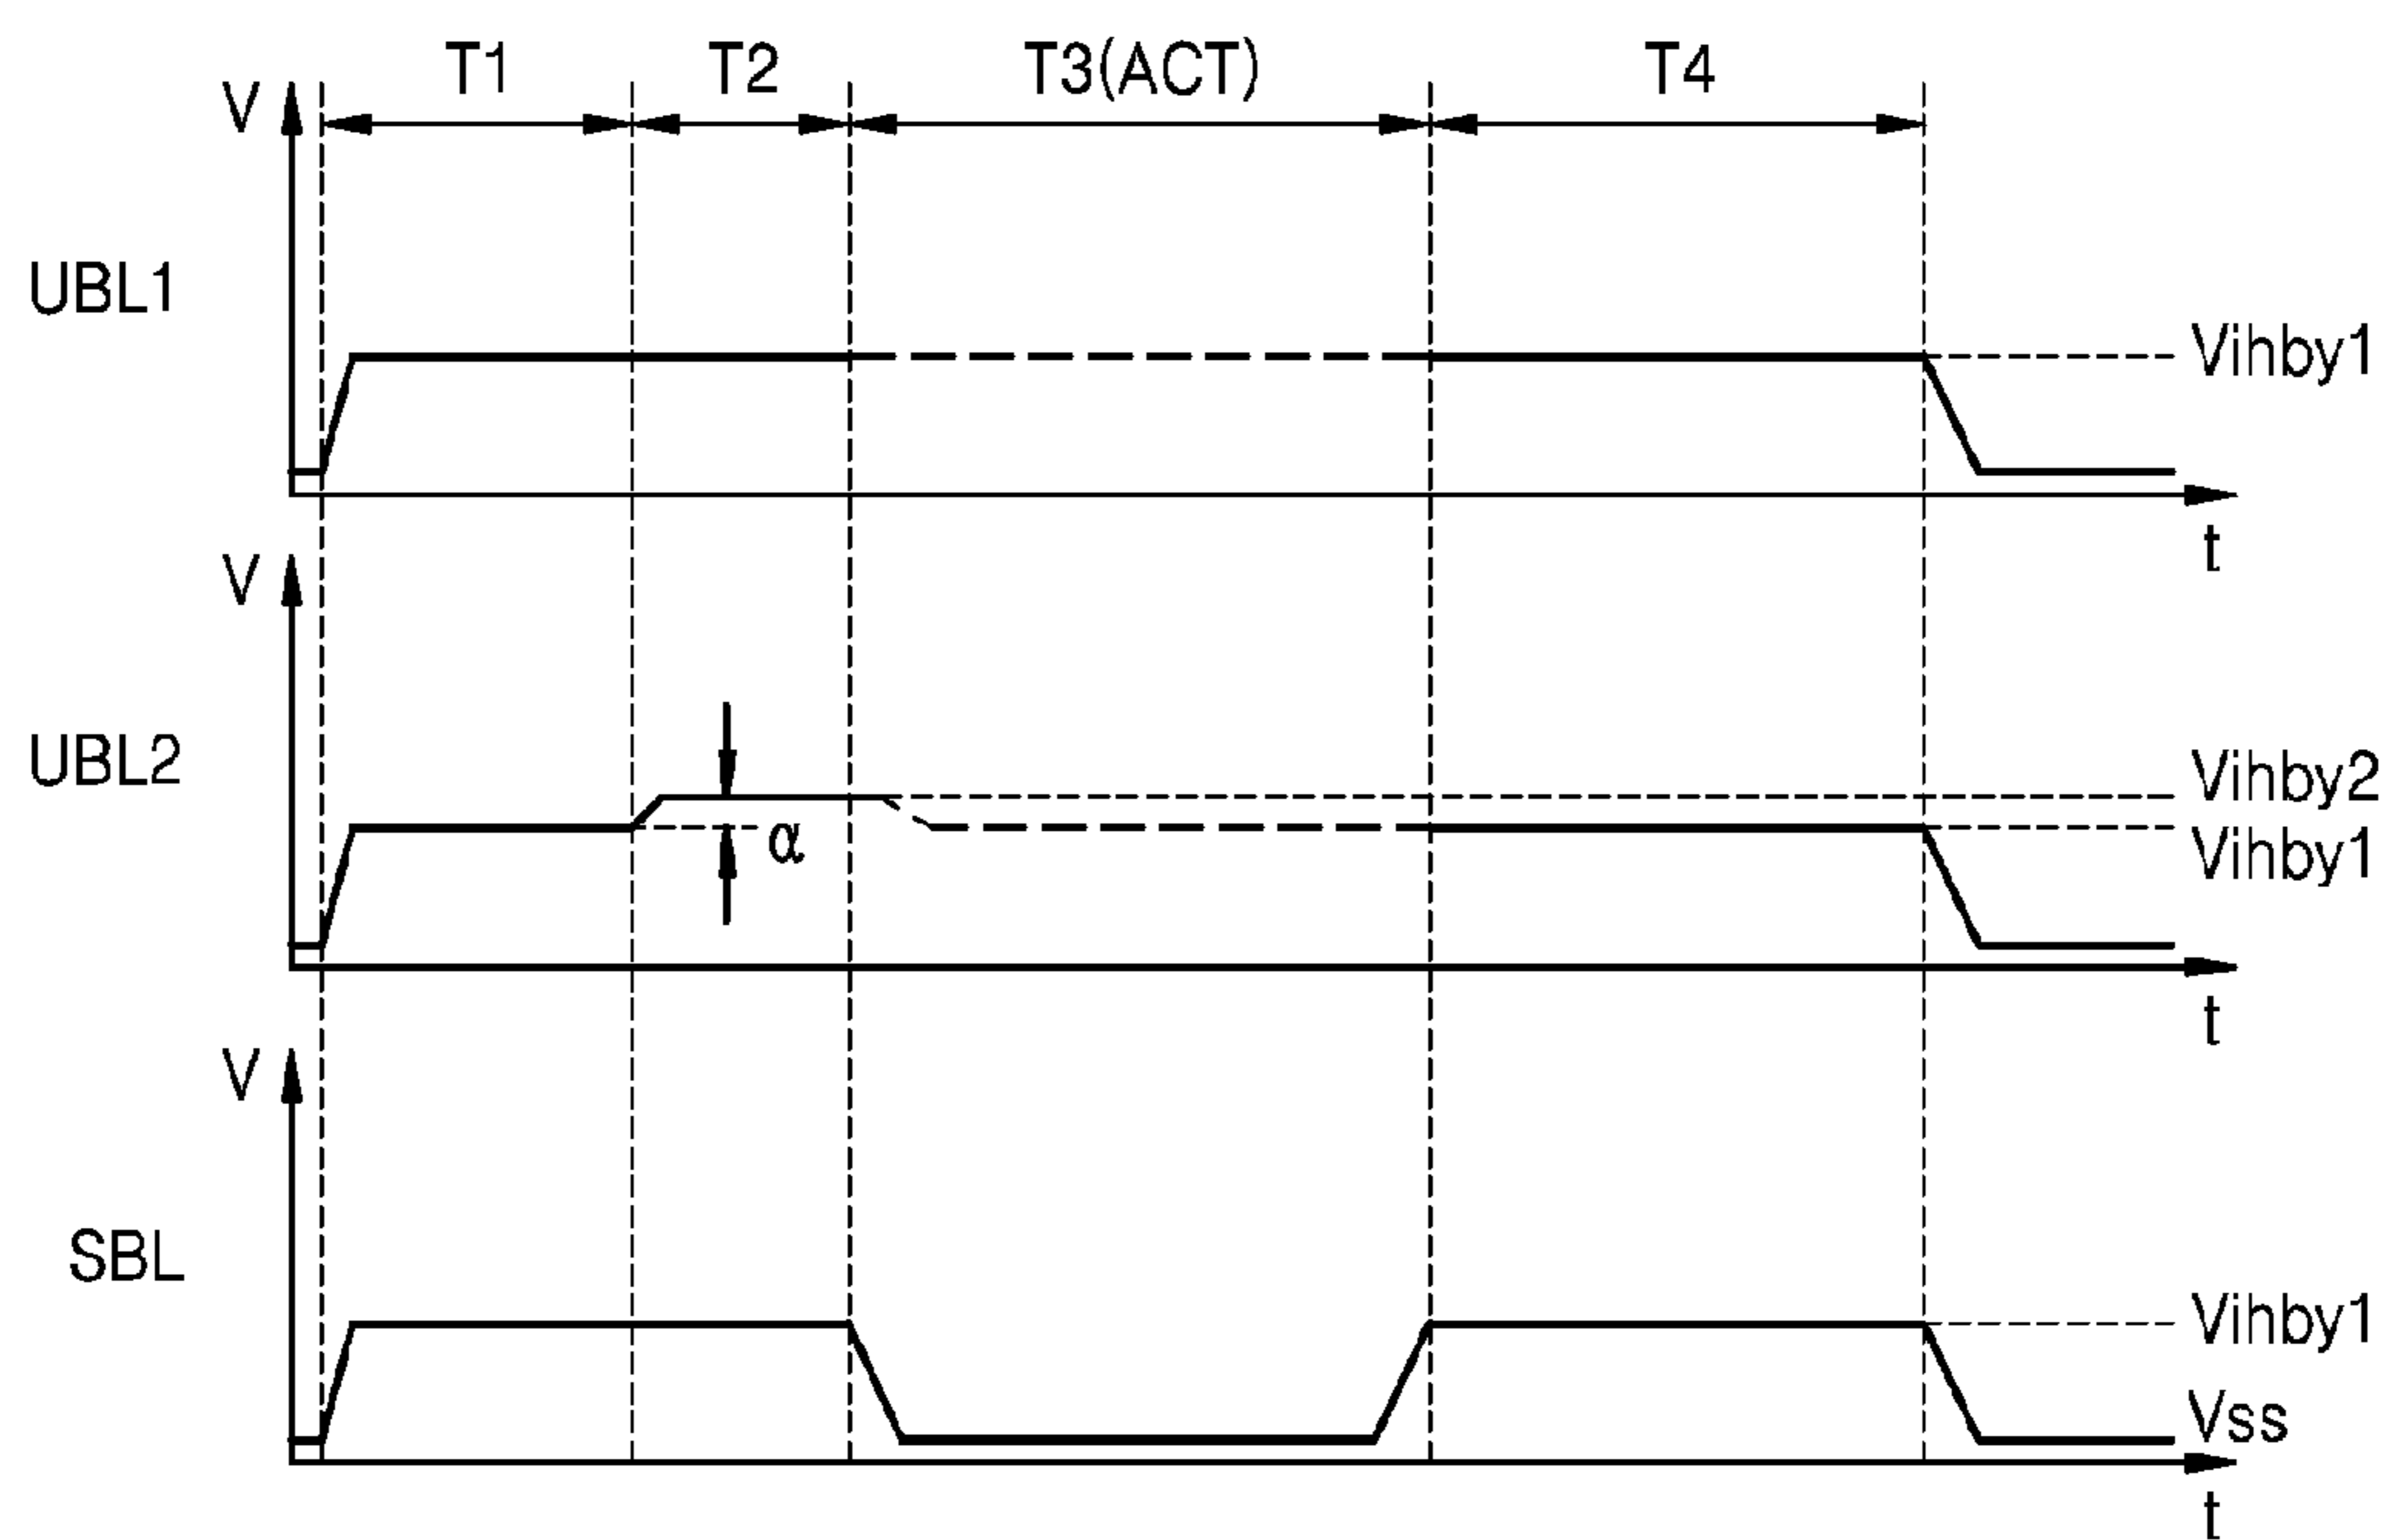 T1 T2 T3(ACT) T4
V
UBL1
Vihby1
t
V
UBL2
Vihby2
α
Vihby1
t
V
SBL
Vihby1
Vss
t